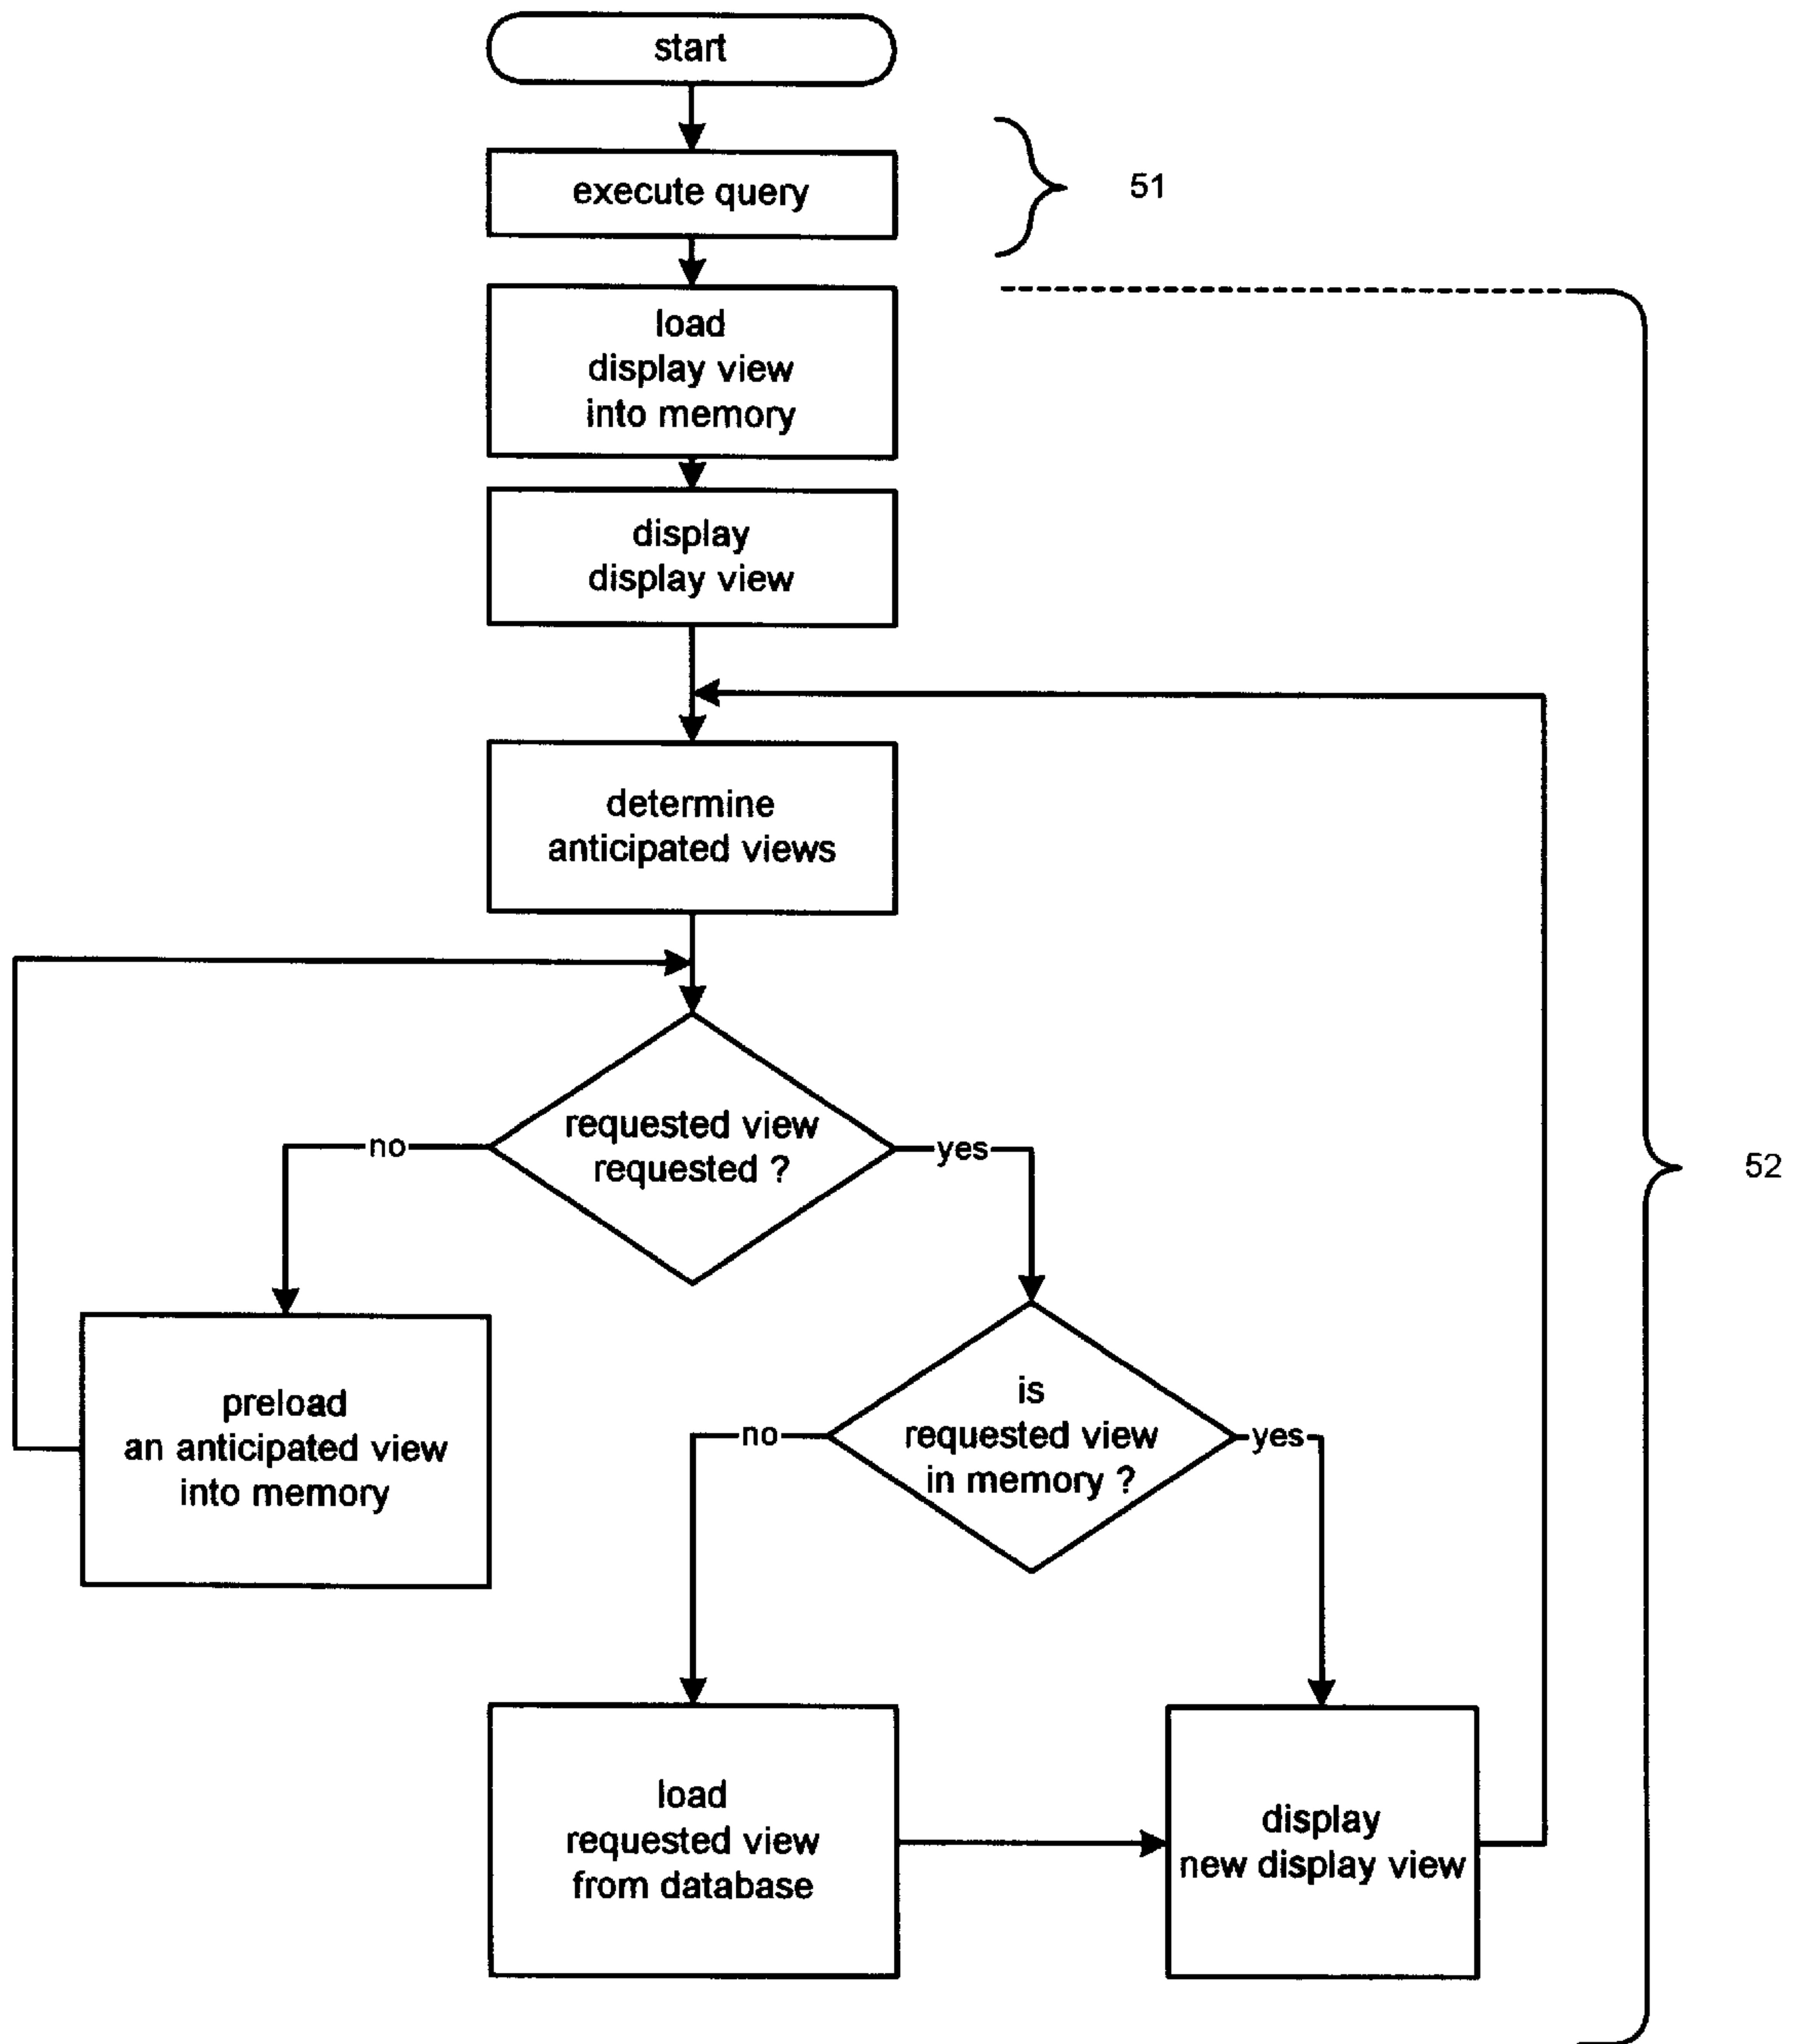 start
execute query
51
load
display view
into memory
display
display view
determine
anticipated views
requested view
requested ?
no
yes
52
preload
an anticipated view
into memory
is
requested view
in memory ?
no
yes
load
requested view
from database
display
new display view